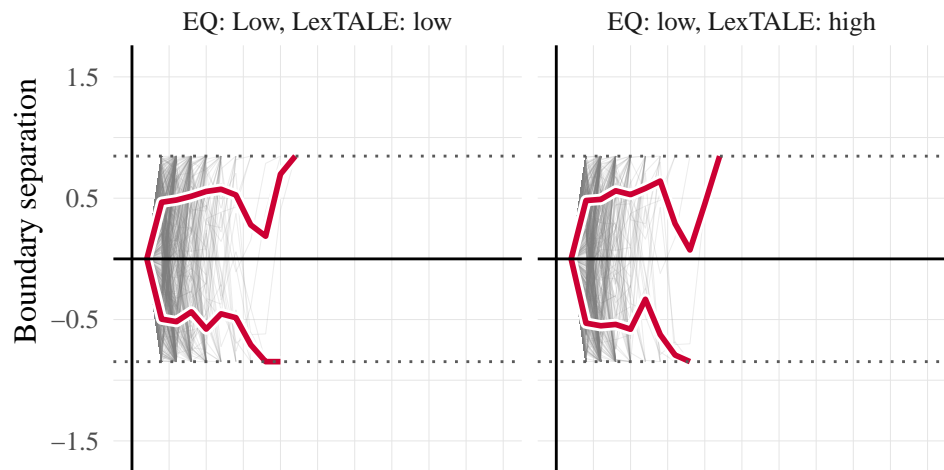 EQ: Low, LexTALE: low
EQ: low, LexTALE: high
Boundary separation
1.5
0.5
−0.5
−1.5